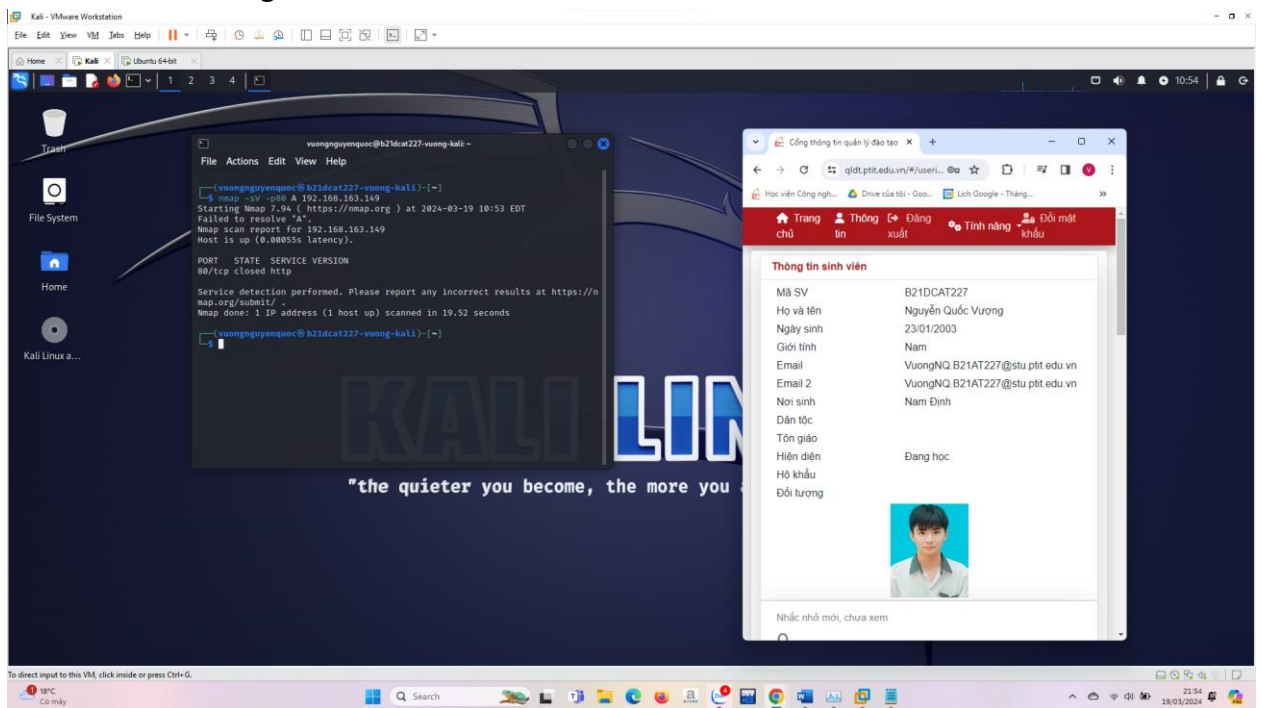 Kali - VMware Workstation
File Edit View VM Tabs Help
Home Kali Ubuntu 64-bit
1 2 3 4
10:54
Trash
File System
Home
Kali Linux a...
vuongnguyenquoc@b21dcat227-vuong-kali: ~
File Actions Edit View Help
(vuongnguyenquoc㉿b21dcat227-vuong-kali)-[~]
$ nmap -sV -p80 A 192.168.163.149
Starting Nmap 7.94 ( https://nmap.org ) at 2024-03-19 10:53 EDT
Failed to resolve "A".
Nmap scan report for 192.168.163.149
Host is up (0.00055s latency).
PORT STATE SERVICE VERSION
80/tcp closed http
Service detection performed. Please report any incorrect results at https://n
map.org/submit/ .
Nmap done: 1 IP address (1 host up) scanned in 19.52 seconds
(vuongnguyenquoc㉿b21dcat227-vuong-kali)-[~]
$
KALI LIN
"the quieter you become, the more you a
Cổng thông tin quản lý đào tạo
qldt.ptit.edu.vn/#/useri...
Học viện Công ngh... Drive của tôi - Goo... Lịch Google - Tháng...
Trang chủ
Thông tin
Đăng xuất
Tính năng
Đổi mật khẩu
Thông tin sinh viên
Mã SV B21DCAT227
Họ và tên Nguyễn Quốc Vượng
Ngày sinh 23/01/2003
Giới tính Nam
Email VuongNQ.B21AT227@stu.ptit.edu.vn
Email 2 VuongNQ.B21AT227@stu.ptit.edu.vn
Nơi sinh Nam Định
Dân tộc
Tôn giáo
Hiện diện Đang học
Hộ khẩu
Đối tượng
Nhắc nhở mới, chưa xem
To direct input to this VM, click inside or press Ctrl+G.
18°C
Có mây
Search
21:54
19/03/2024